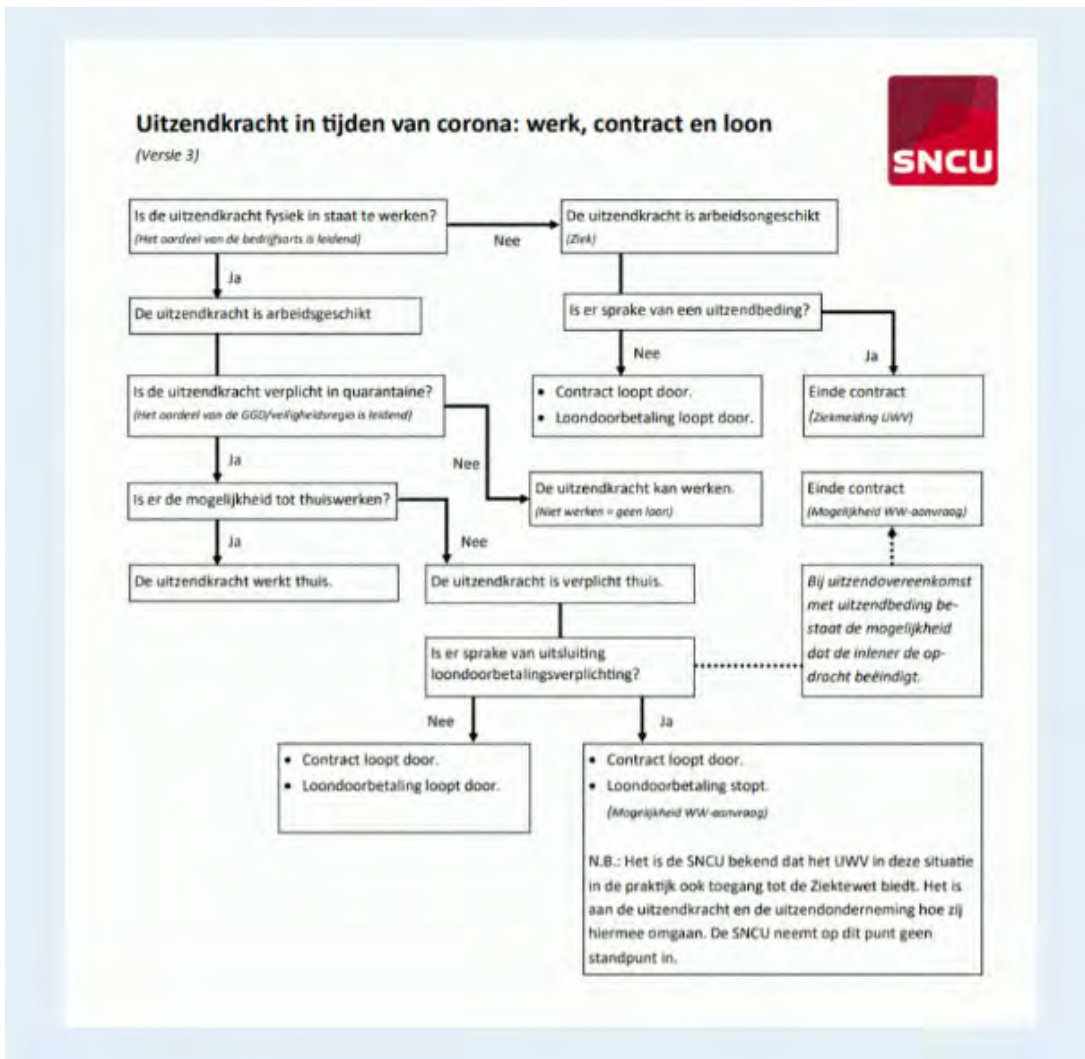 Uitzendkracht in tijden van corona: werk, contract en loon
(Versie 3)
SNCU
Is de uitzendkracht fysiek in staat te werken?
(Het oordeel van de bedrijfsarts is leidend)
Nee
De uitzendkracht is arbeidsongeschikt
(Ziek)
Ja
De uitzendkracht is arbeidsgeschikt
Is er sprake van een uitzendbeding?
Nee
Ja
Is de uitzendkracht verplicht in quarantaine?
(Het oordeel van de GGD/veiligheidsregio is leidend)
• Contract loopt door.
• Loondoorbetaling loopt door.
Einde contract
(Ziekmelding UWV)
Ja
Nee
Is er de mogelijkheid tot thuiswerken?
De uitzendkracht kan werken.
(Niet werken = geen loon)
Einde contract
(Mogelijkheid WW-aanvraag)
Ja
Nee
De uitzendkracht werkt thuis.
De uitzendkracht is verplicht thuis.
Bij uitzendovereenkomst
met uitzendbeding be-
staat de mogelijkheid
dat de inlener de op-
dracht beëindigt.
Is er sprake van uitsluiting
loondoorbetalingsverplichting?
Nee
Ja
• Contract loopt door.
• Loondoorbetaling loopt door.
• Contract loopt door.
• Loondoorbetaling stopt.
(Mogelijkheid WW-aanvraag)
N.B.: Het is de SNCU bekend dat het UWV in deze situatie
in de praktijk ook toegang tot de Ziektewet biedt. Het is
aan de uitzendkracht en de uitzendonderneming hoe zij
hiermee omgaan. De SNCU neemt op dit punt geen
standpunt in.